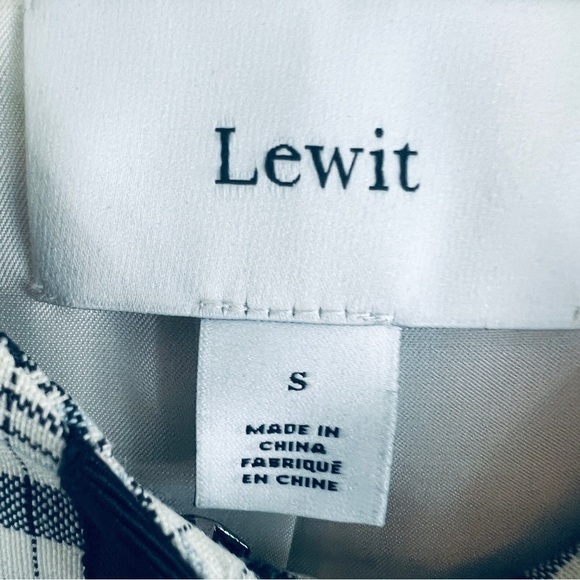 Lewit
S
MADE IN
CHINA
FABRIQUÉ
EN CHINE